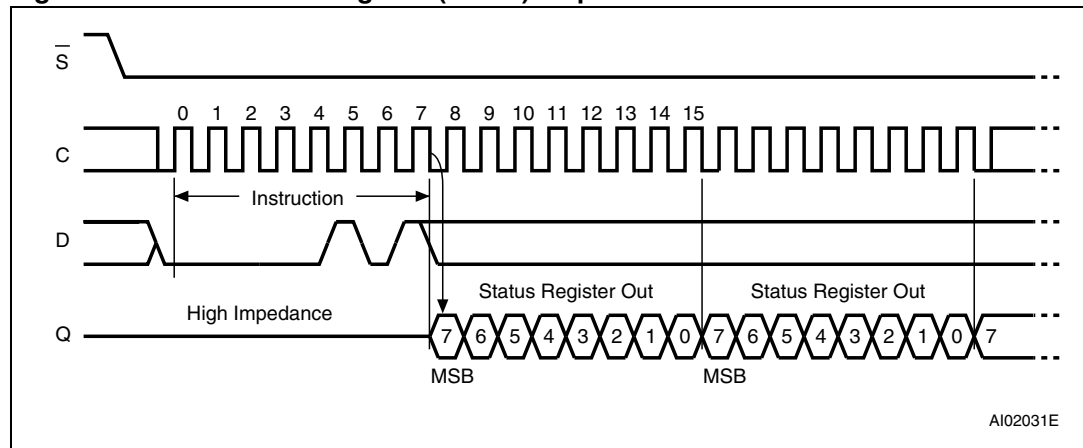 S
0 1 2 3 4 5 6 7 8 9 10 11 12 13 14 15
C
Instruction
D
High Impedance
Status Register Out Status Register Out
Q
7 6 5 4 3 2 1 0 7 6 5 4 3 2 1 0 7
MSB MSB
AI02031E